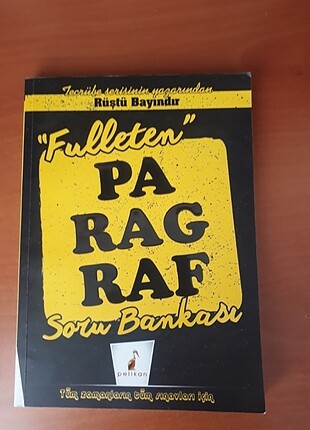 Tecrübe serisinin yazarından
Rüştü Bayındır
"Fulleten"
PA
RAG
RAF
Soru Bankası
pelikan
Tüm zamanların tüm sınavları için